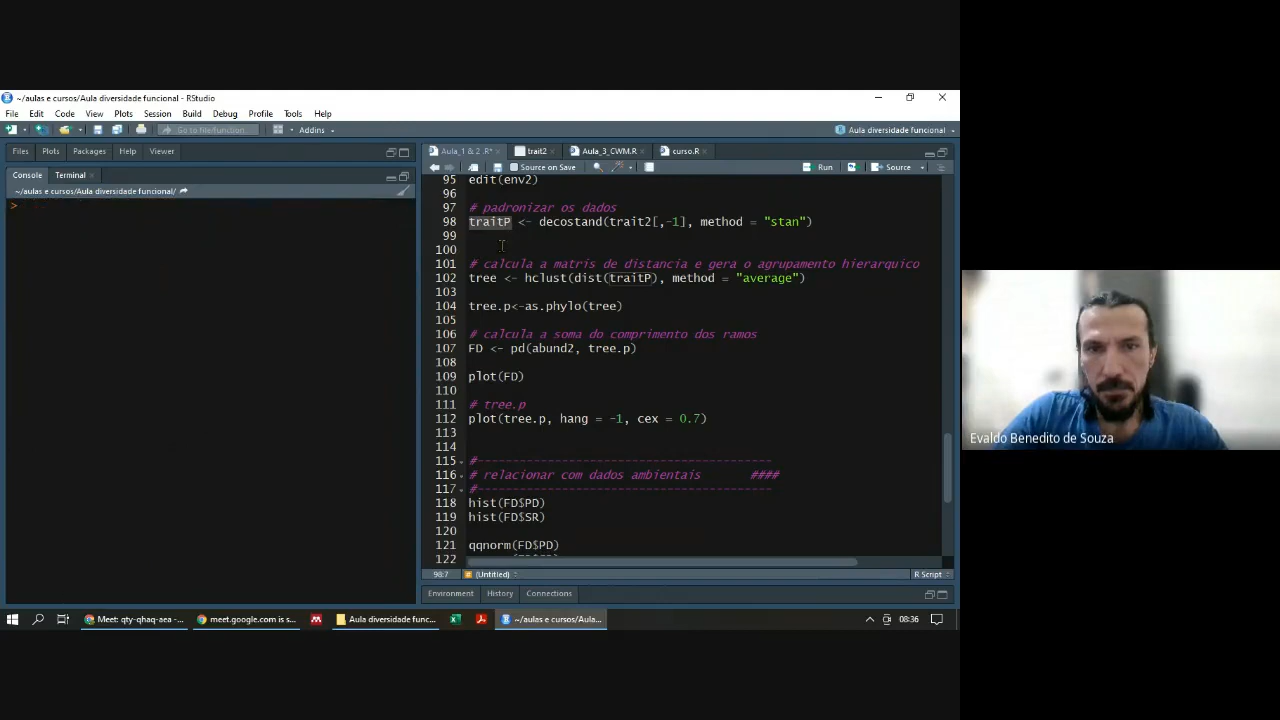 ~/aulas e cursos/Aula diversidade funcional - RStudio
File Edit Code View Plots Session Build Debug Profile Tools Help
Go to file/function Addins Aula diversidade funcional
Files Plots Packages Help Viewer
Console Terminal
~/aulas e cursos/Aula diversidade funcional/
>
Aula_1 & 2 .R* trait2 Aula_3_CWM.R curso.R
Source on Save Run Source
95 edit(env2)
96
97 # padronizar os dados
98 traitP <- decostand(trait2[,-1], method = "stan")
99
100
101 # calcula a matris de distancia e gera o agrupamento hierarquico
102 tree <- hclust(dist(traitP), method = "average")
103
104 tree.p<-as.phylo(tree)
105
106 # calcula a soma do comprimento dos ramos
107 FD <- pd(abund2, tree.p)
108
109 plot(FD)
110
111 # tree.p
112 plot(tree.p, hang = -1, cex = 0.7)
113
114
115 #------------------------------------------
116 # relacionar com dados ambientais ####
117 #------------------------------------------
118 hist(FD$PD)
119 hist(FD$SR)
120
121 qqnorm(FD$PD)
122
98:7 (Untitled) R Script
Environment History Connections
Evaldo Benedito de Souza
Meet: qty-qhaq-aea -... meet.google.com is s... Aula diversidade func... ~/aulas e cursos/Aula... 08:36